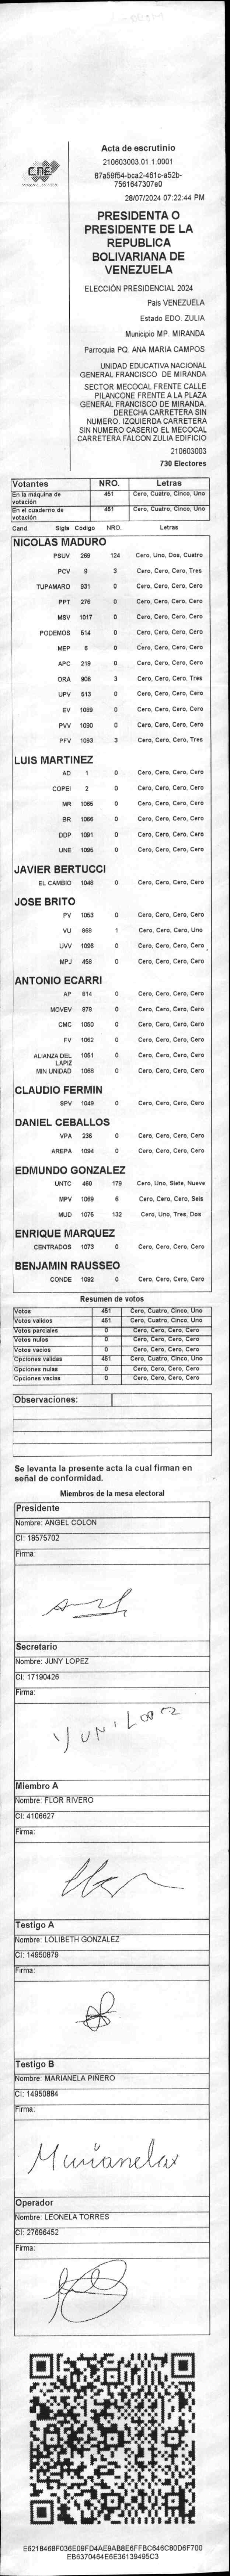 CNE
Acta de escrutinio
210603003.01.1.0001
87a59f54-bca2-461c-a52b-
7561647307e0
28/07/2024 07:22:44 PM
PRESIDENTA O
PRESIDENTE DE LA
REPUBLICA
BOLIVARIANA DE
VENEZUELA
ELECCIÓN PRESIDENCIAL 2024
País VENEZUELA
Estado EDO. ZULIA
Municipio MP. MIRANDA
Parroquia PQ. ANA MARIA CAMPOS
UNIDAD EDUCATIVA NACIONAL
GENERAL FRANCISCO DE MIRANDA
SECTOR MECOCAL FRENTE CALLE
PILANCONE FRENTE A LA PLAZA
GENERAL FRANCISCO DE MIRANDA.
DERECHA CARRETERA SIN
NUMERO. IZQUIERDA CARRETERA
SIN NUMERO CASERIO EL MECOCAL
CARRETERA FALCON ZULIA EDIFICIO
210603003
730 Electores
Votantes NRO. Letras
En la máquina de votación 451 Cero, Cuatro, Cinco, Uno
En el cuaderno de votación 451 Cero, Cuatro, Cinco, Uno
Cand. Sigla Código NRO. Letras
NICOLAS MADURO
PSUV 269 124 Cero, Uno, Dos, Cuatro
PCV 9 3 Cero, Cero, Cero, Tres
TUPAMARO 931 0 Cero, Cero, Cero, Cero
PPT 276 0 Cero, Cero, Cero, Cero
MSV 1017 0 Cero, Cero, Cero, Cero
PODEMOS 514 0 Cero, Cero, Cero, Cero
MEP 6 0 Cero, Cero, Cero, Cero
APC 219 0 Cero, Cero, Cero, Cero
ORA 906 3 Cero, Cero, Cero, Tres
UPV 513 0 Cero, Cero, Cero, Cero
EV 1089 0 Cero, Cero, Cero, Cero
PVV 1090 0 Cero, Cero, Cero, Cero
PFV 1093 3 Cero, Cero, Cero, Tres
LUIS MARTINEZ
AD 1 0 Cero, Cero, Cero, Cero
COPEI 2 0 Cero, Cero, Cero, Cero
MR 1065 0 Cero, Cero, Cero, Cero
BR 1066 0 Cero, Cero, Cero, Cero
DDP 1091 0 Cero, Cero, Cero, Cero
UNE 1095 0 Cero, Cero, Cero, Cero
JAVIER BERTUCCI
EL CAMBIO 1048 0 Cero, Cero, Cero, Cero
JOSE BRITO
PV 1053 0 Cero, Cero, Cero, Cero
VU 869 1 Cero, Cero, Cero, Uno
UVV 1096 0 Cero, Cero, Cero, Cero
MPJ 458 0 Cero, Cero, Cero, Cero
ANTONIO ECARRI
AP 814 0 Cero, Cero, Cero, Cero
MOVEV 879 0 Cero, Cero, Cero, Cero
CMC 1050 0 Cero, Cero, Cero, Cero
FV 1062 0 Cero, Cero, Cero, Cero
ALIANZA DEL LAPIZ 1051 0 Cero, Cero, Cero, Cero
MIN UNIDAD 1068 0 Cero, Cero, Cero, Cero
CLAUDIO FERMIN
SPV 1049 0 Cero, Cero, Cero, Cero
DANIEL CEBALLOS
VPA 236 0 Cero, Cero, Cero, Cero
AREPA 1094 0 Cero, Cero, Cero, Cero
EDMUNDO GONZALEZ
UNTC 460 179 Cero, Uno, Siete, Nueve
MPV 1069 6 Cero, Cero, Cero, Seis
MUD 1075 132 Cero, Uno, Tres, Dos
ENRIQUE MARQUEZ
CENTRADOS 1073 0 Cero, Cero, Cero, Cero
BENJAMIN RAUSSEO
CONDE 1092 0 Cero, Cero, Cero, Cero
Resumen de votos
Votos 451 Cero, Cuatro, Cinco, Uno
Votos validos 451 Cero, Cuatro, Cinco, Uno
Votos parciales 0 Cero, Cero, Cero, Cero
Votos nulos 0 Cero, Cero, Cero, Cero
Votos vacios 0 Cero, Cero, Cero, Cero
Opciones validas 451 Cero, Cuatro, Cinco, Uno
Opciones nulas 0 Cero, Cero, Cero, Cero
Opciones vacias 0 Cero, Cero, Cero, Cero
Observaciones:
Se levanta la presente acta la cual firman en
señal de conformidad.
Miembros de la mesa electoral
Presidente
Nombre: ANGEL COLON
CI: 18575702
Firma:
Secretario
Nombre: JUNY LOPEZ
CI: 17190426
Firma:
Miembro A
Nombre: FLOR RIVERO
CI: 4106627
Firma:
Testigo A
Nombre: LOLIBETH GONZALEZ
CI: 14950879
Firma:
Testigo B
Nombre: MARIANELA PIÑERO
CI: 14950884
Firma:
Operador
Nombre: LEONELA TORRES
CI: 27696452
Firma:
E6218468F036E09FD4AE9AB8E6FFBC646C80D6F700
EB6370464E6E36139495C3